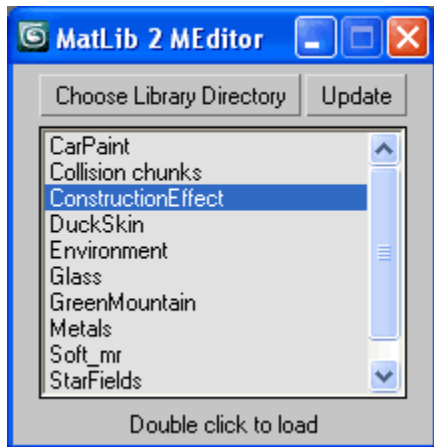 MatLib 2 MEditor
Choose Library Directory Update
CarPaint
Collision chunks
ConstructionEffect
DuckSkin
Environment
Glass
GreenMountain
Metals
Soft_mr
StarFields
Double click to load